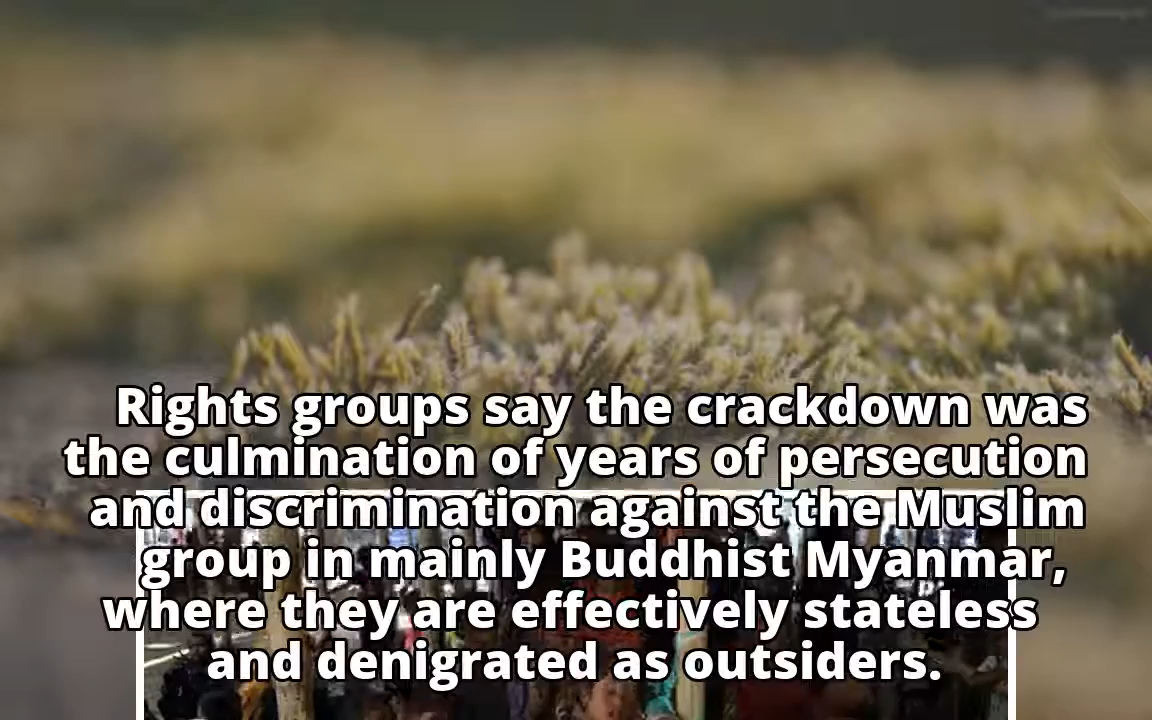 Rights groups say the crackdown was
the culmination of years of persecution
and discrimination against the Muslim
group in mainly Buddhist Myanmar,
where they are effectively stateless
and denigrated as outsiders.